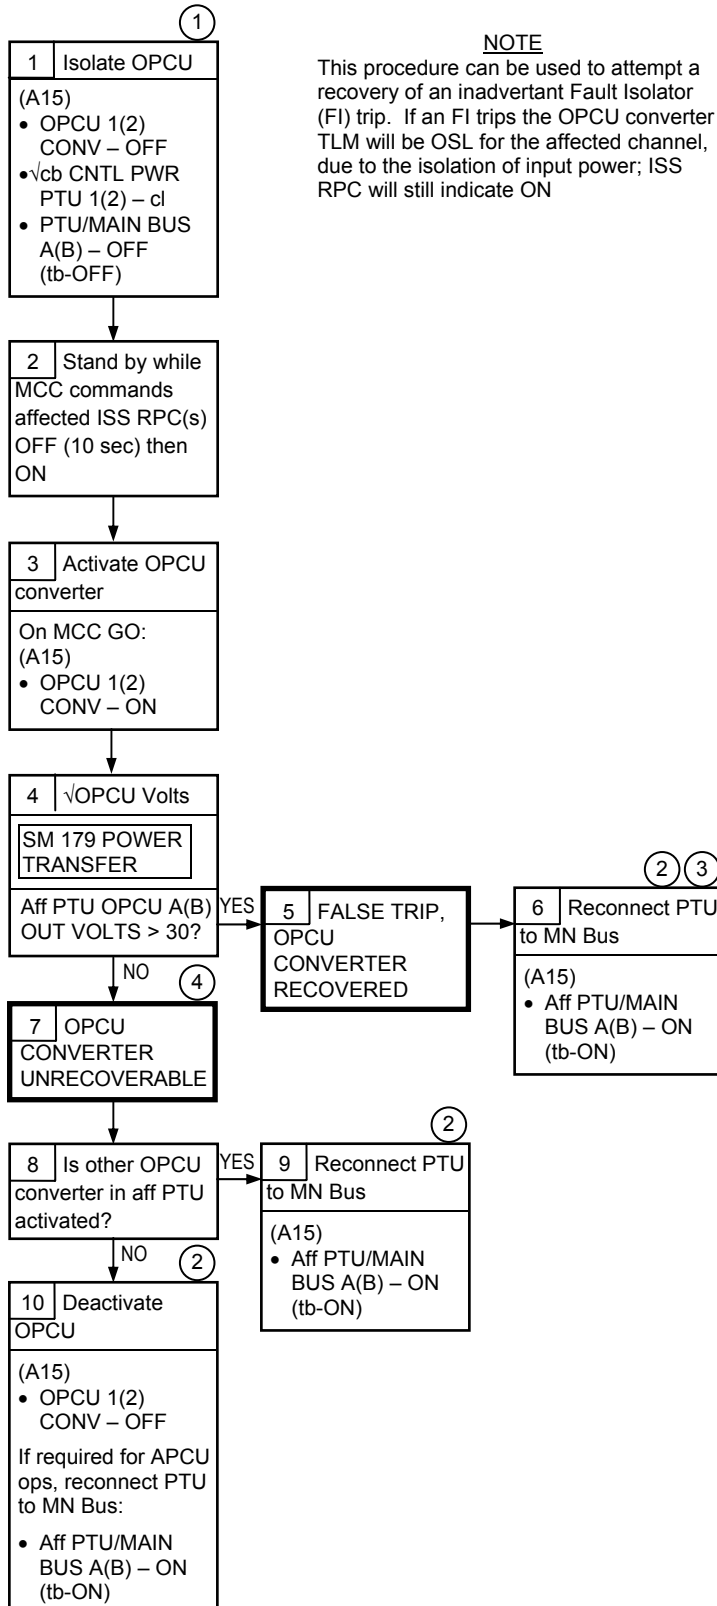 1
1 Isolate OPCU
(A15)
• OPCU 1(2)
CONV – OFF
•√cb CNTL PWR
PTU 1(2) – cl
• PTU/MAIN BUS
A(B) – OFF
(tb-OFF)
NOTE
This procedure can be used to attempt a
recovery of an inadvertant Fault Isolator
(FI) trip. If an FI trips the OPCU converter
TLM will be OSL for the affected channel,
due to the isolation of input power; ISS
RPC will still indicate ON
2 Stand by while
MCC commands
affected ISS RPC(s)
OFF (10 sec) then
ON
3 Activate OPCU
converter
On MCC GO:
(A15)
• OPCU 1(2)
CONV – ON
4 √OPCU Volts
SM 179 POWER
TRANSFER
Aff PTU OPCU A(B)
OUT VOLTS > 30?
YES
5 FALSE TRIP,
OPCU
CONVERTER
RECOVERED
2 3
6 Reconnect PTU
to MN Bus
(A15)
• Aff PTU/MAIN
BUS A(B) – ON
(tb-ON)
NO
4
7 OPCU
CONVERTER
UNRECOVERABLE
8 Is other OPCU
converter in aff PTU
activated?
YES
2
9 Reconnect PTU
to MN Bus
(A15)
• Aff PTU/MAIN
BUS A(B) – ON
(tb-ON)
NO
2
10 Deactivate
OPCU
(A15)
• OPCU 1(2)
CONV – OFF
If required for APCU
ops, reconnect PTU
to MN Bus:
• Aff PTU/MAIN
BUS A(B) – ON
(tb-ON)